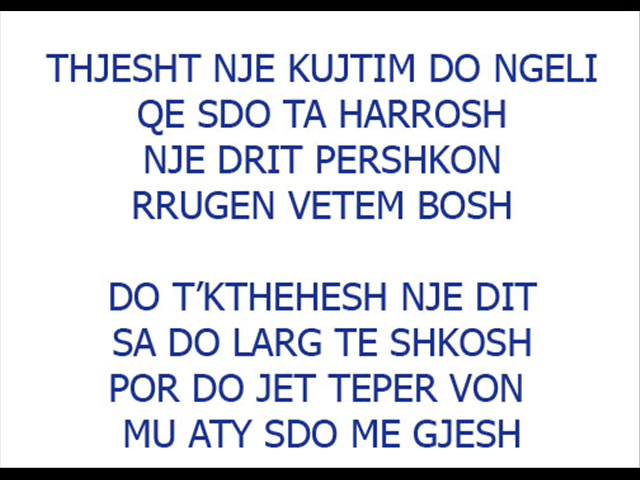 THJESHT NJE KUJTIM DO NGELI
QE SDO TA HARROSH
NJE DRIT PERSHKON
RRUGEN VETEM BOSH
DO T’KTHEHESH NJE DIT
SA DO LARG TE SHKOSH
POR DO JET TEPER VON
MU ATY SDO ME GJESH